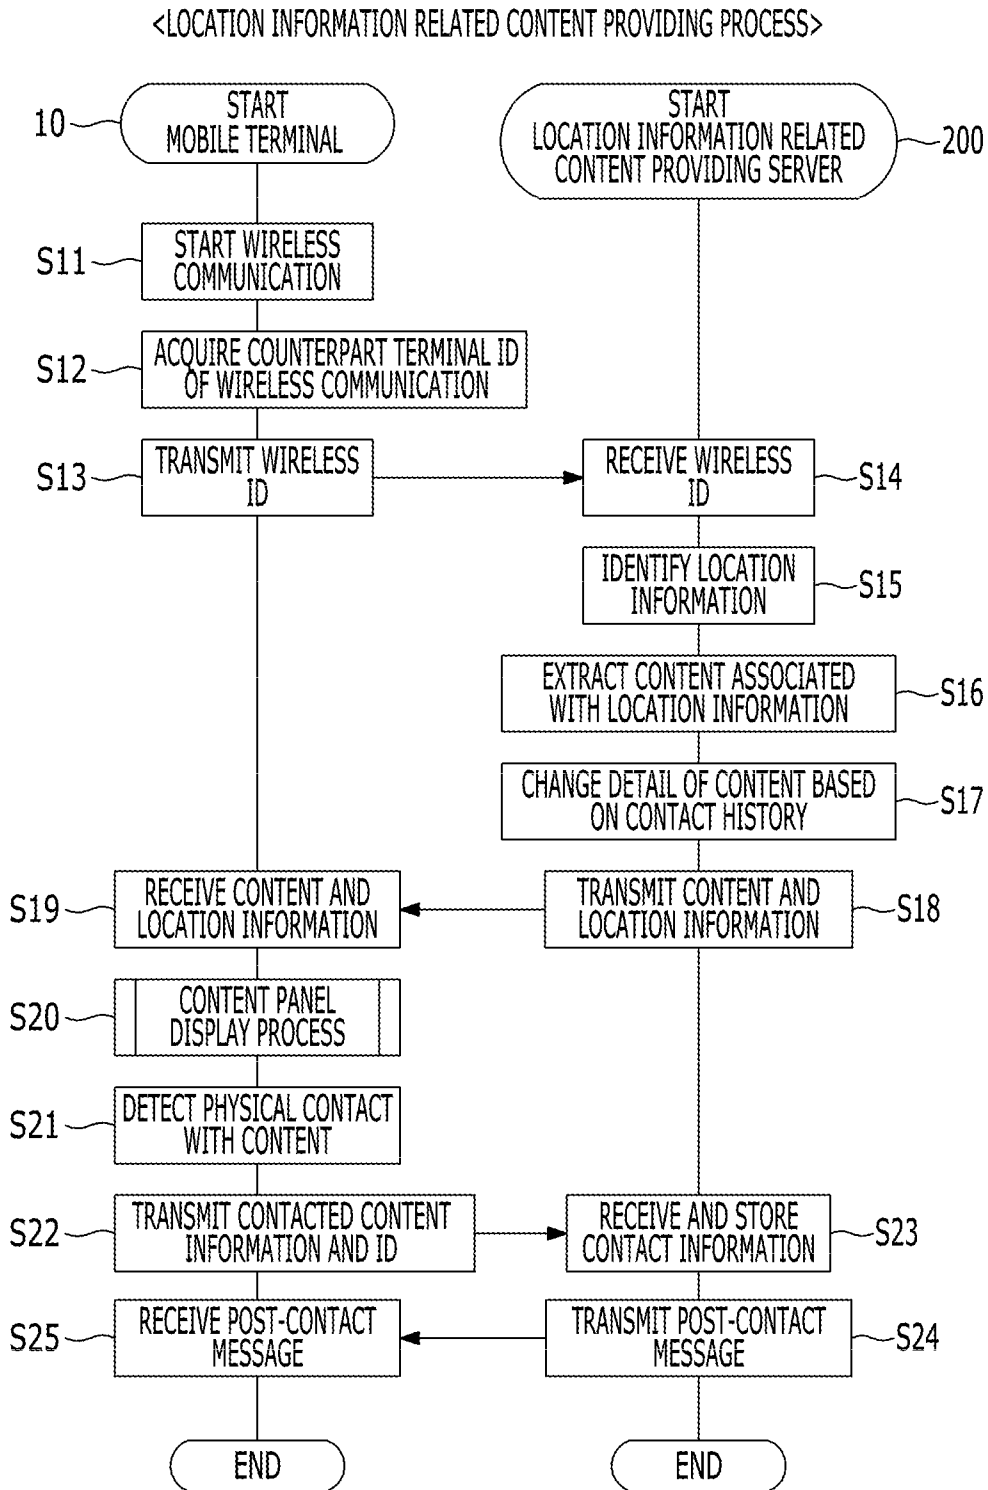 <LOCATION INFORMATION RELATED CONTENT PROVIDING PROCESS>
10
START
MOBILE TERMINAL
START
LOCATION INFORMATION RELATED
CONTENT PROVIDING SERVER
200
S11
START WIRELESS
COMMUNICATION
S12
ACQUIRE COUNTERPART TERMINAL ID
OF WIRELESS COMMUNICATION
S13
TRANSMIT WIRELESS
ID
RECEIVE WIRELESS
ID
S14
IDENTIFY LOCATION
INFORMATION
S15
EXTRACT CONTENT ASSOCIATED
WITH LOCATION INFORMATION
S16
CHANGE DETAIL OF CONTENT BASED
ON CONTACT HISTORY
S17
S19
RECEIVE CONTENT AND
LOCATION INFORMATION
TRANSMIT CONTENT AND
LOCATION INFORMATION
S18
S20
CONTENT PANEL
DISPLAY PROCESS
S21
DETECT PHYSICAL CONTACT
WITH CONTENT
S22
TRANSMIT CONTACTED CONTENT
INFORMATION AND ID
RECEIVE AND STORE
CONTACT INFORMATION
S23
S25
RECEIVE POST-CONTACT
MESSAGE
TRANSMIT POST-CONTACT
MESSAGE
S24
END
END